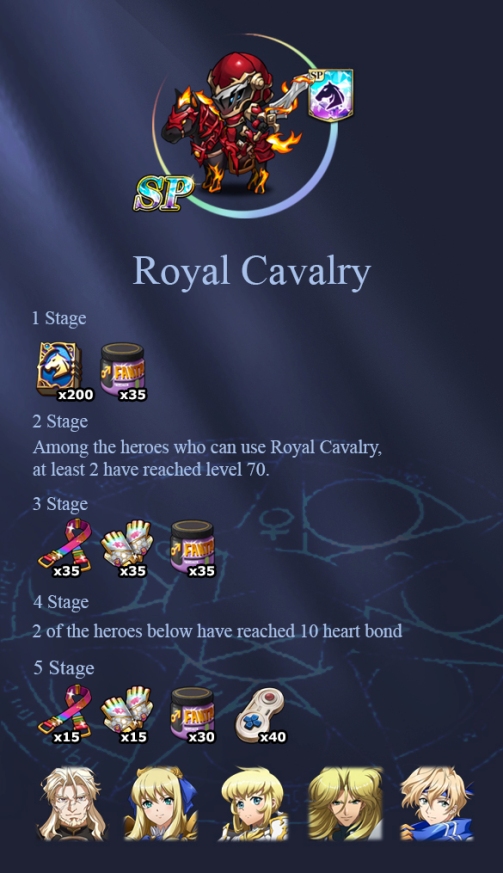 SP
SP
Royal Cavalry
1 Stage
x200
x35
2 Stage
Among the heroes who can use Royal Cavalry,
at least 2 have reached level 70.
3 Stage
x35
x35
x35
4 Stage
2 of the heroes below have reached 10 heart bond
5 Stage
x15
x15
x30
x40